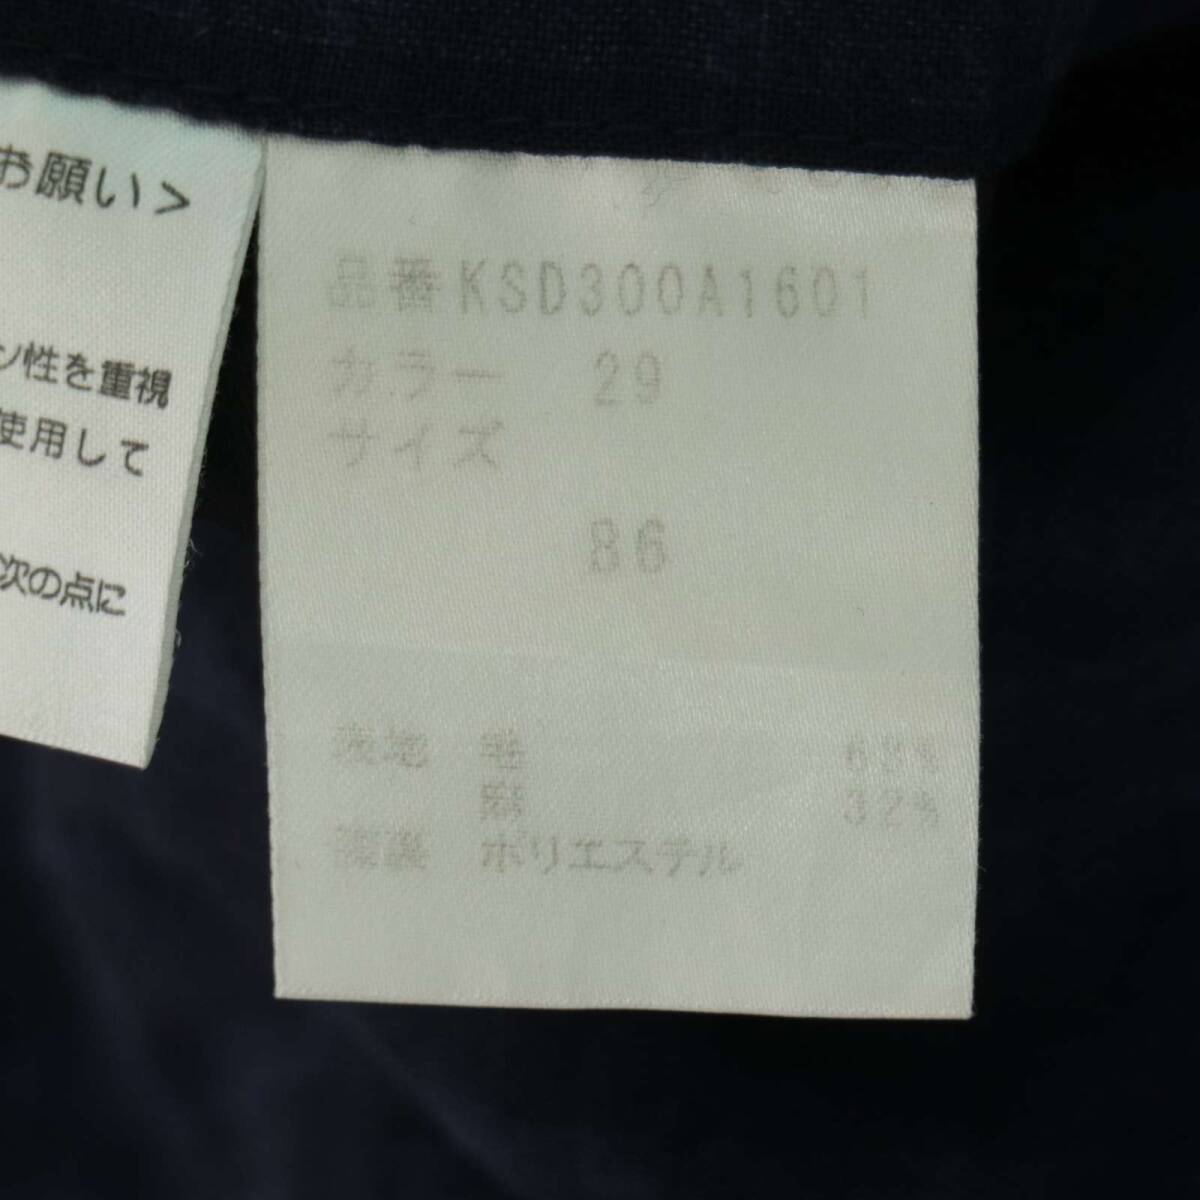 お願い＞
ン性を重視
使用して
次の点に
品番KSD300A1601
カラー 29
サイズ
86
表地 毛 68%
麻 32%
裏 ポリエステル